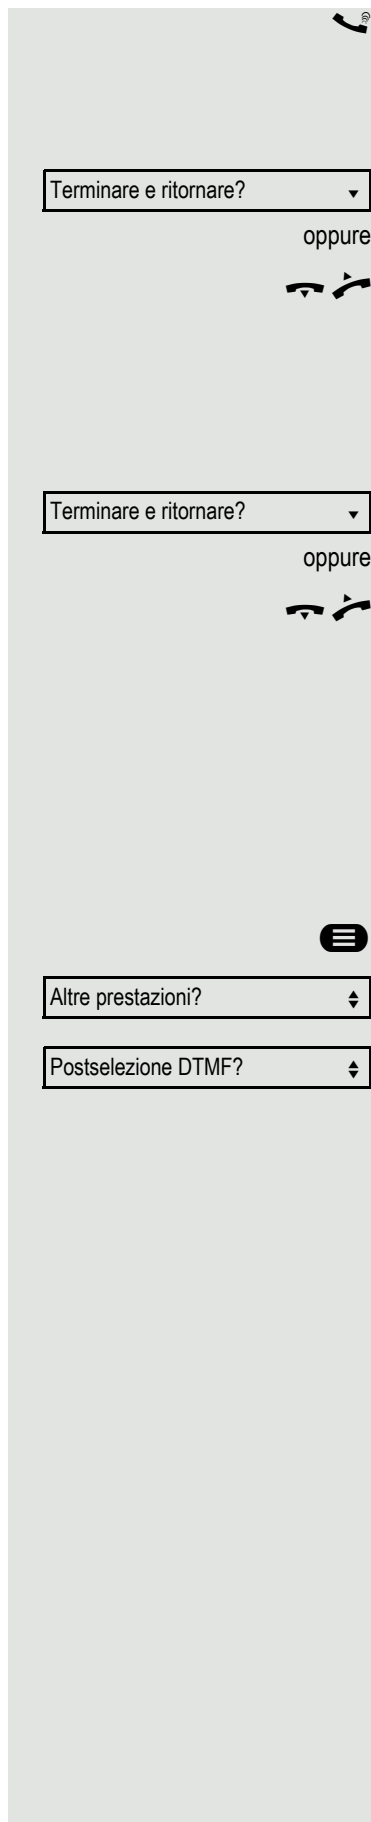 Terminare e ritornare?
oppure
Terminare e ritornare?
oppure
Altre prestazioni?
Postselezione DTMF?